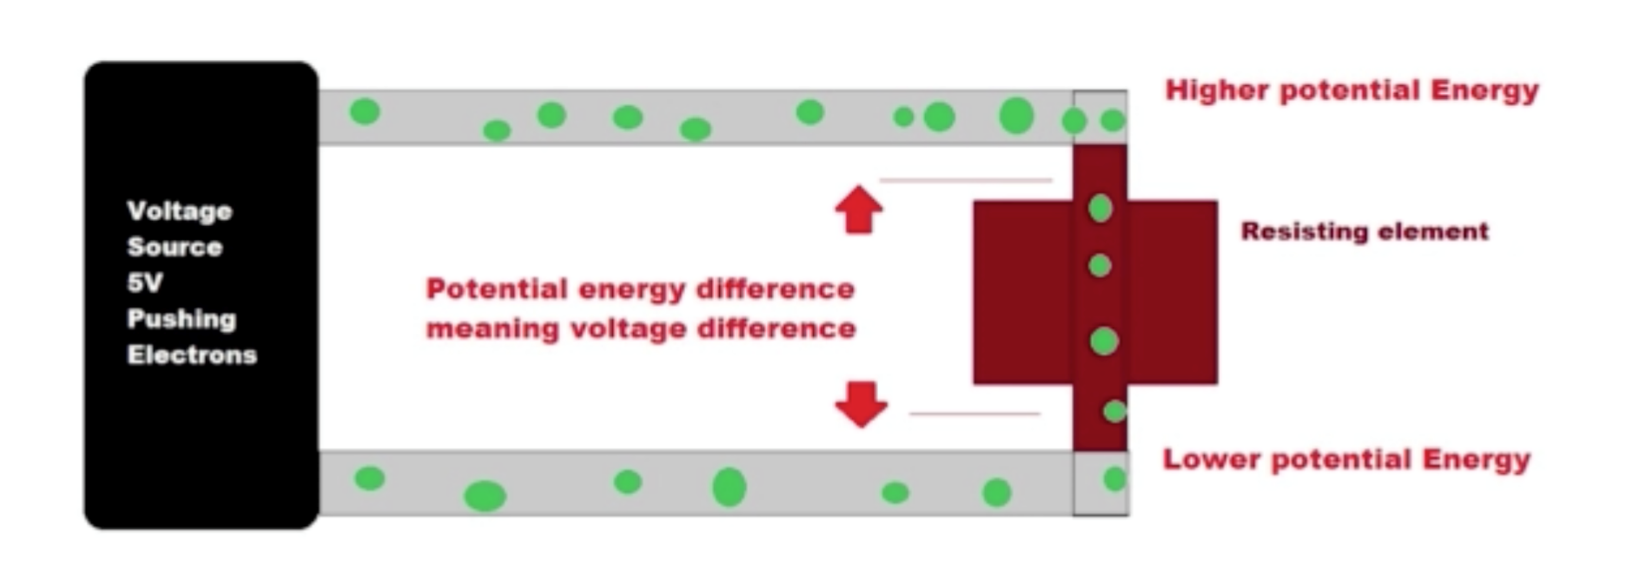 Higher potential Energy
Voltage
Source
5V
Pushing
Electrons
Resisting element
Potential energy difference
meaning voltage difference
Lower potential Energy